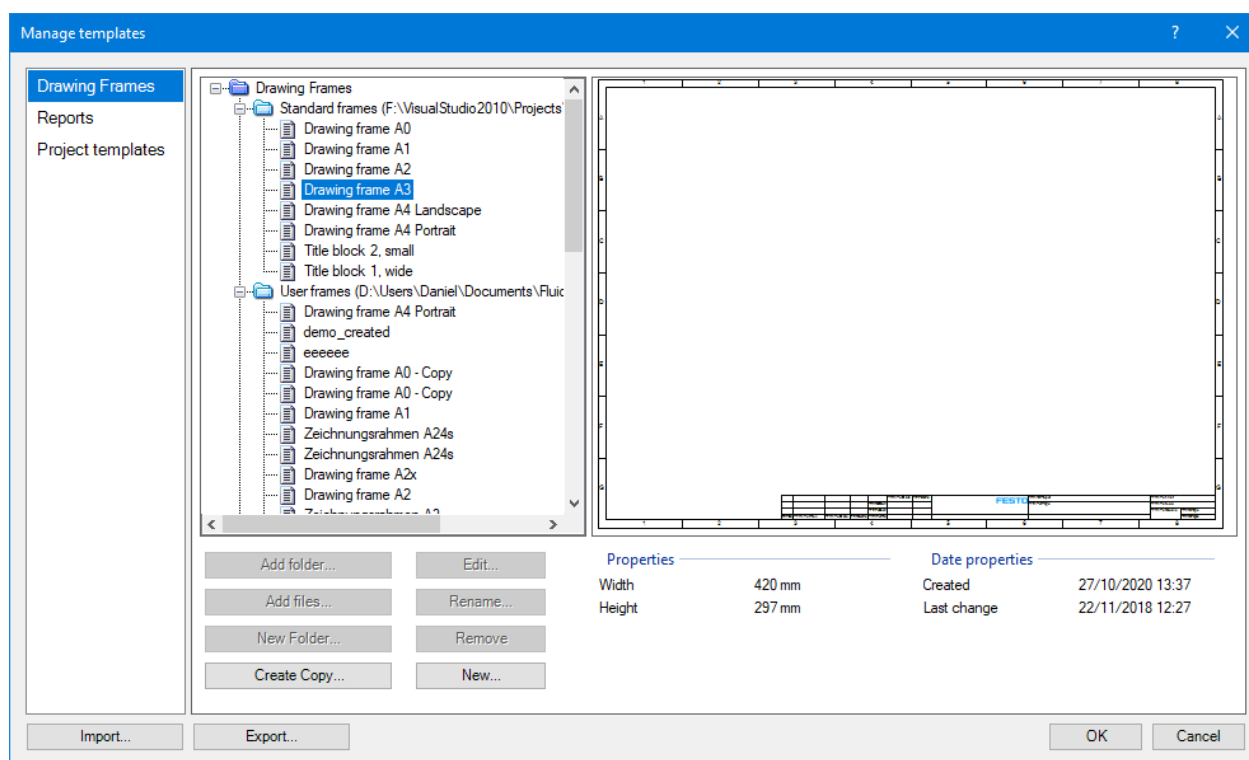 Manage templates ?
Drawing Frames
Reports
Project templates
Drawing Frames
Standard frames (F:\VisualStudio2010\Projects\
Drawing frame A0
Drawing frame A1
Drawing frame A2
Drawing frame A3
Drawing frame A4 Landscape
Drawing frame A4 Portrait
Title block 2, small
Title block 1, wide
User frames (D:\Users\Daniel\Documents\Fluid
Drawing frame A4 Portrait
demo_created
eeeeee
Drawing frame A0 - Copy
Drawing frame A0 - Copy
Drawing frame A1
Zeichnungsrahmen A24s
Zeichnungsrahmen A24s
Drawing frame A2x
Drawing frame A2
FESTO
Add folder... Edit...
Add files... Rename...
New Folder... Remove
Create Copy... New...
Properties
Width 420 mm
Height 297 mm
Date properties
Created 27/10/2020 13:37
Last change 22/11/2018 12:27
Import... Export... OK Cancel